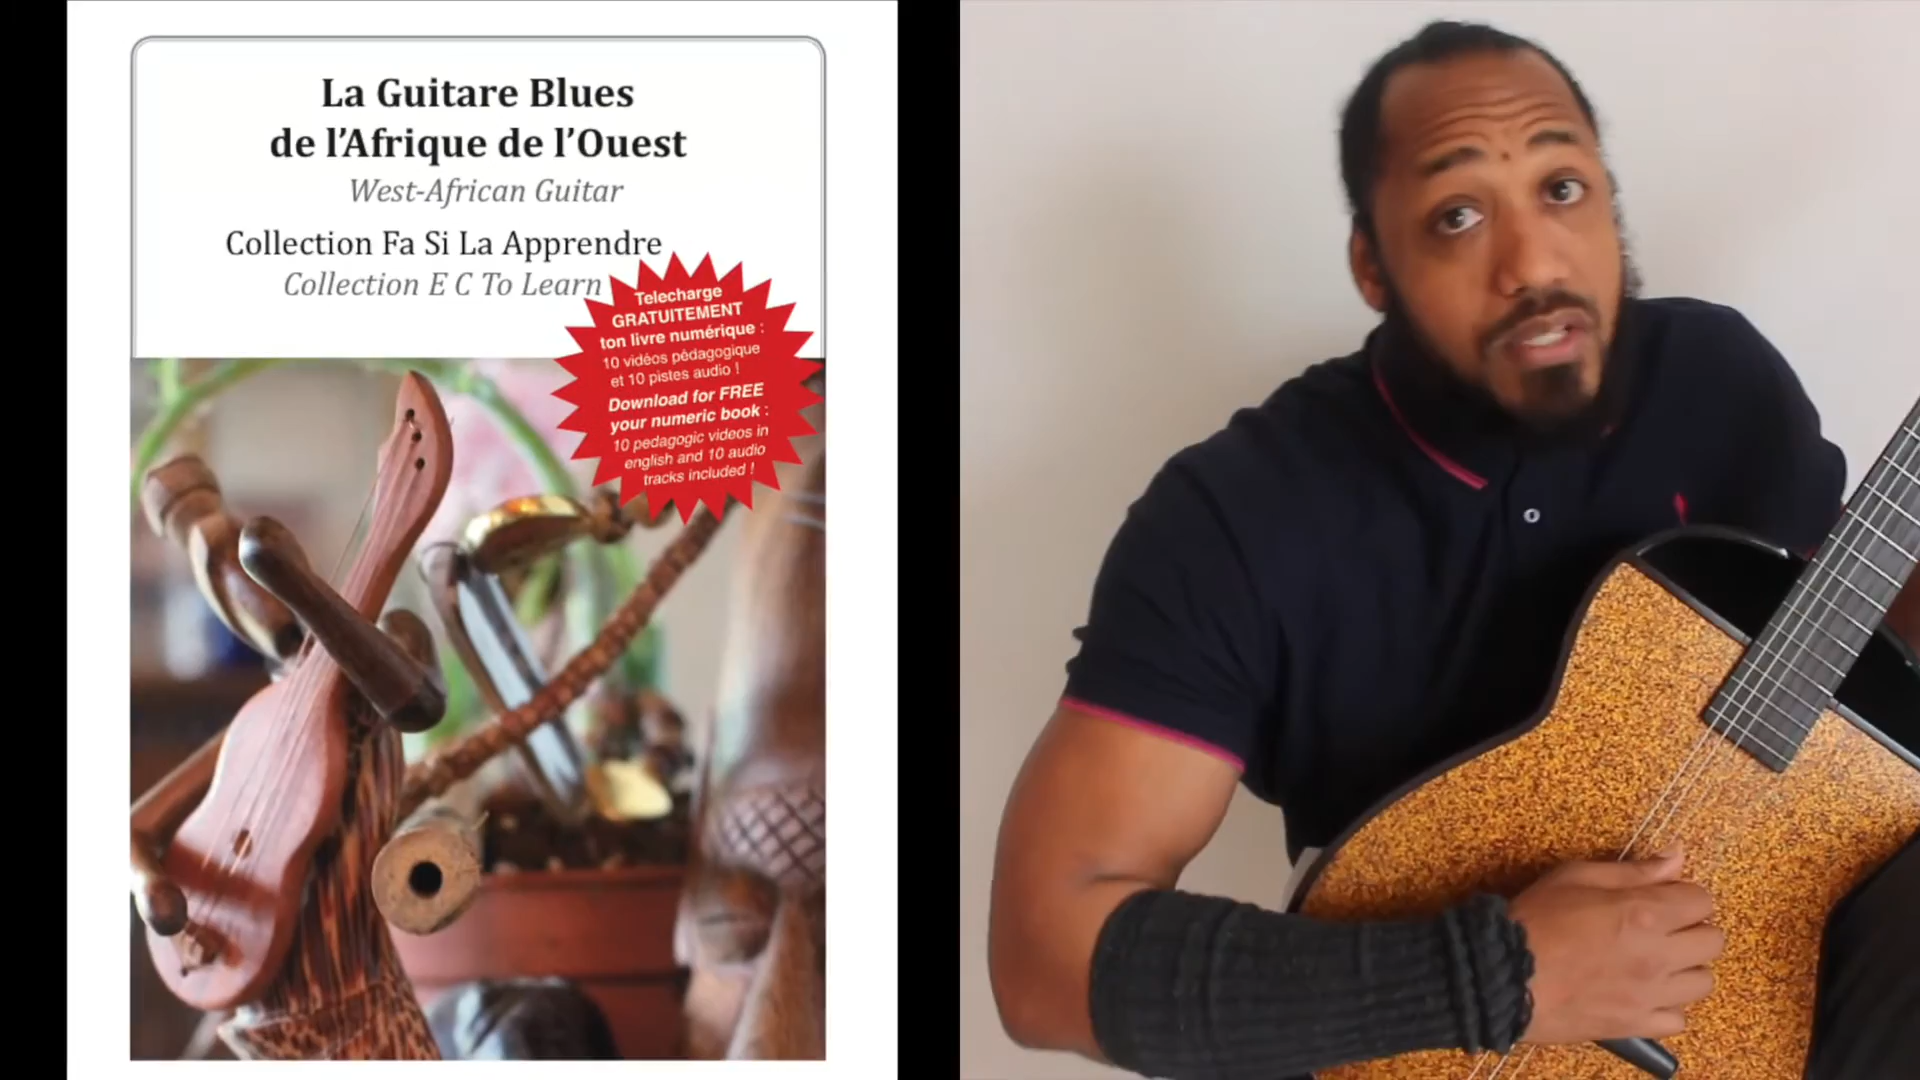 La Guitare Blues
de l’Afrique de l’Ouest
West-African Guitar
Collection Fa Si La Apprendre
Collection E C To Learn
Telecharge
GRATUITEMENT
ton livre numérique :
10 vidéos pédagogique
et 10 pistes audio !
Download for FREE
your numeric book :
10 pedagogic videos in
english and 10 audio
tracks included !